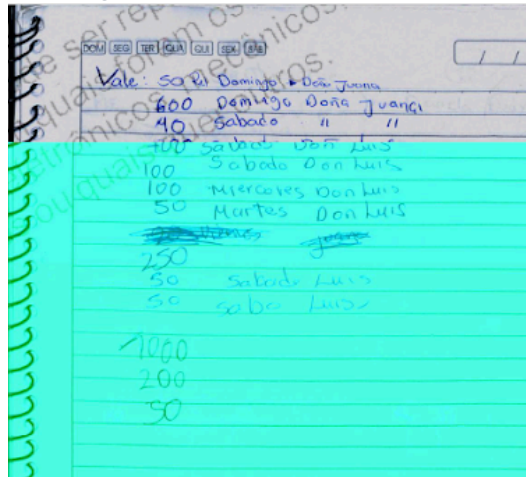 DOM SEG TER QUA QUI SEX SÁB
Vale: 50 Domingo Doña Juana
600 Domingo Doña Juana
40 Sabado " "
100 Sabado Don Luis
100 Sabado Don Luis
100 Miercoles Don Luis
50 Martes Don Luis
250
50 Sabado Luis
50 Sabo Luis
1000
200
50